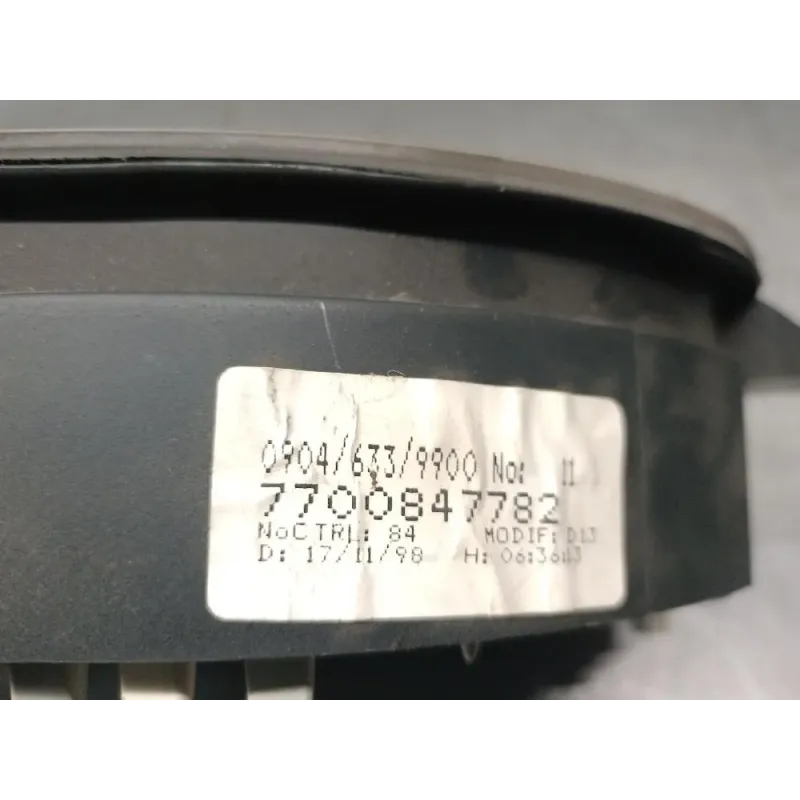 0904/633/9900 No: 11
7700847782
NoCTRL: 84 MODIF: D13
D: 17/11/98 H: 06:36:13